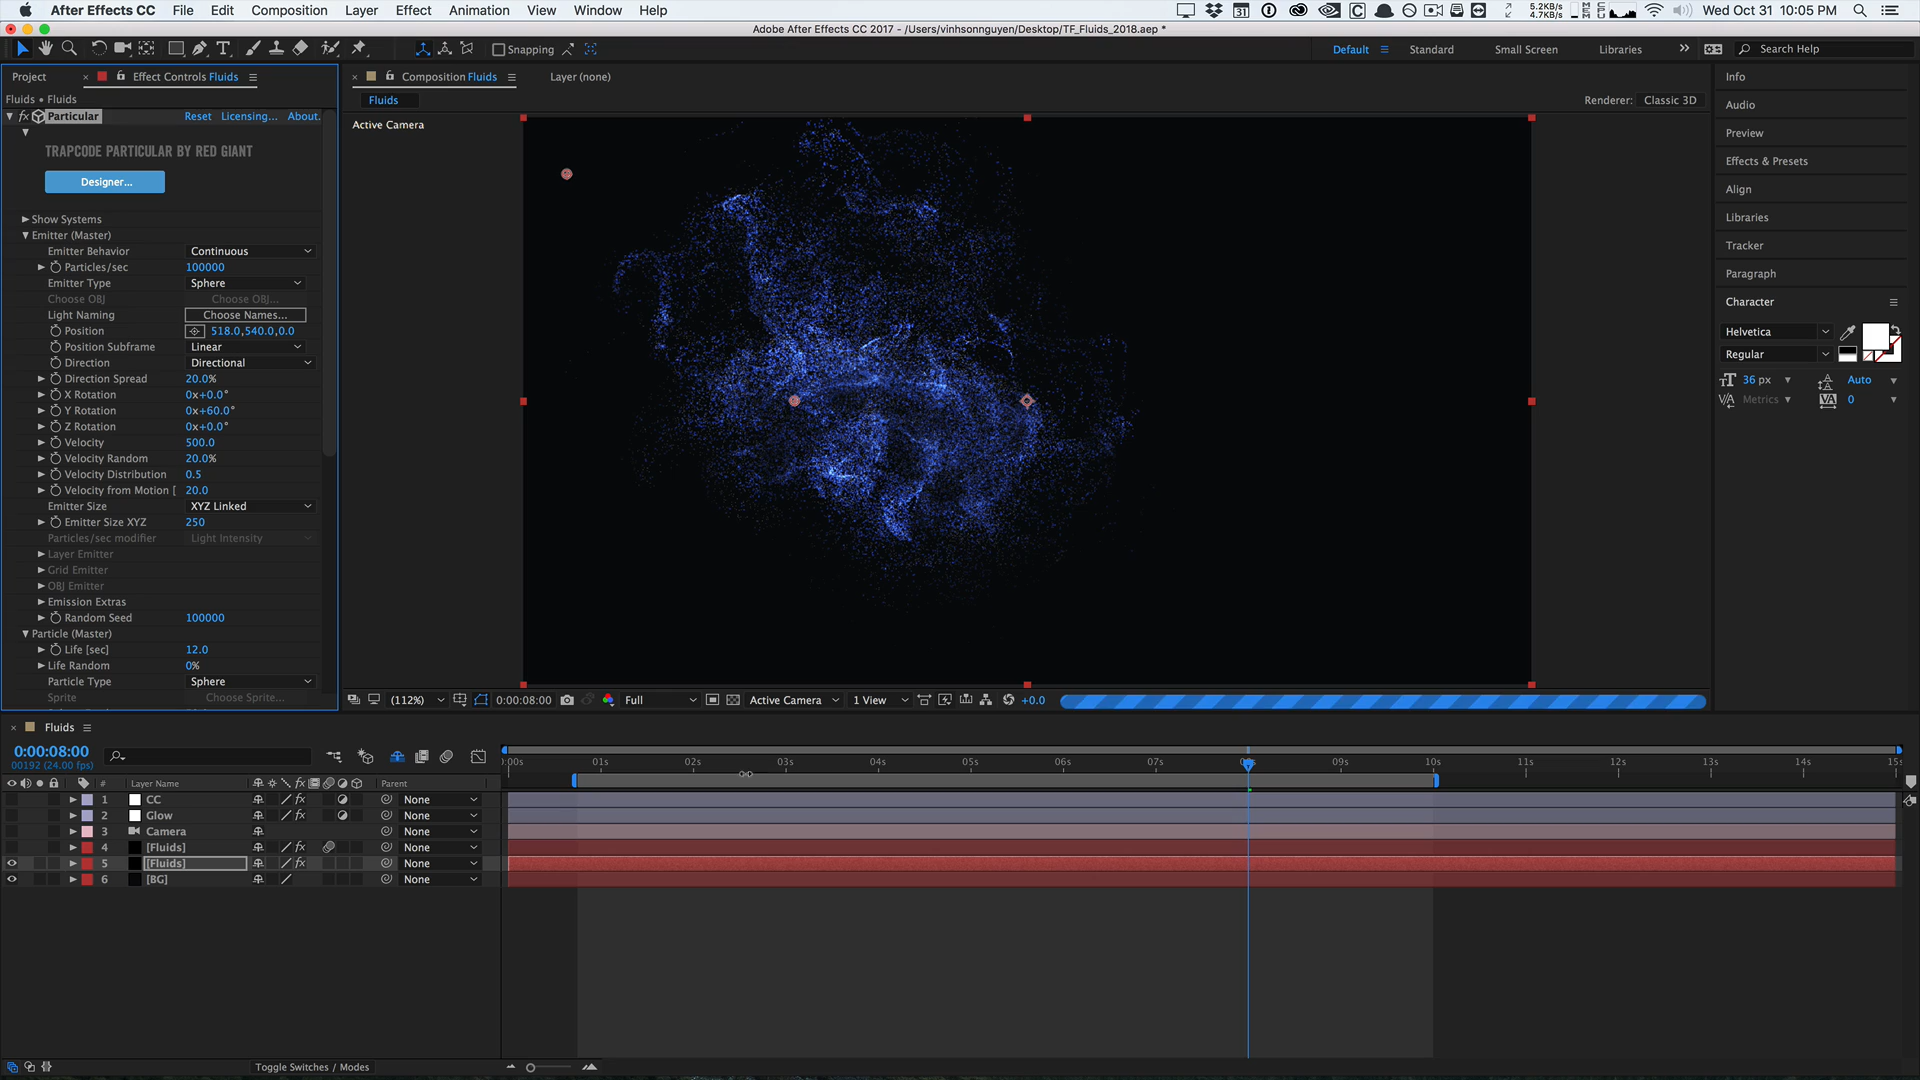 After Effects CC File Edit Composition Layer Effect Animation View Window Help
5.2KB/s
4.7KB/s
Wed Oct 31 10:05 PM
Adobe After Effects CC 2017 - /Users/vinhsonnguyen/Desktop/TF_Fluids_2018.aep *
Snapping
Default Standard Small Screen Libraries
Search Help
Project
Effect Controls Fluids
Composition Fluids
Layer (none)
Fluids • Fluids
Fluids
Renderer: Classic 3D
fx Particular Reset Licensing... About.
Active Camera
TRAPCODE PARTICULAR BY RED GIANT
Designer...
Show Systems
Emitter (Master)
Emitter Behavior Continuous
Particles/sec 100000
Emitter Type Sphere
Choose OBJ Choose OBJ...
Light Naming Choose Names...
Position 518.0,540.0,0.0
Position Subframe Linear
Direction Directional
Direction Spread 20.0%
X Rotation 0x+0.0°
Y Rotation 0x+60.0°
Z Rotation 0x+0.0°
Velocity 500.0
Velocity Random 20.0%
Velocity Distribution 0.5
Velocity from Motion [ 20.0
Emitter Size XYZ Linked
Emitter Size XYZ 250
Particles/sec modifier Light Intensity
Layer Emitter
Grid Emitter
OBJ Emitter
Emission Extras
Random Seed 100000
Particle (Master)
Life [sec] 12.0
Life Random 0%
Particle Type Sphere
Sprite Choose Sprite...
Info
Audio
Preview
Effects & Presets
Align
Libraries
Tracker
Paragraph
Character
Helvetica
Regular
36 px Auto
Metrics 0
(112%) 0:00:08:00 Full Active Camera 1 View +0.0
Fluids
0:00:08:00
00192 (24.00 fps)
:00s 01s 02s 03s 04s 05s 06s 07s 09s 10s 11s 12s 13s 14s 15s
# Layer Name fx Parent
1 CC fx None
2 Glow fx None
3 Camera None
4 [Fluids] fx None
5 [Fluids] fx None
6 [BG] None
Toggle Switches / Modes